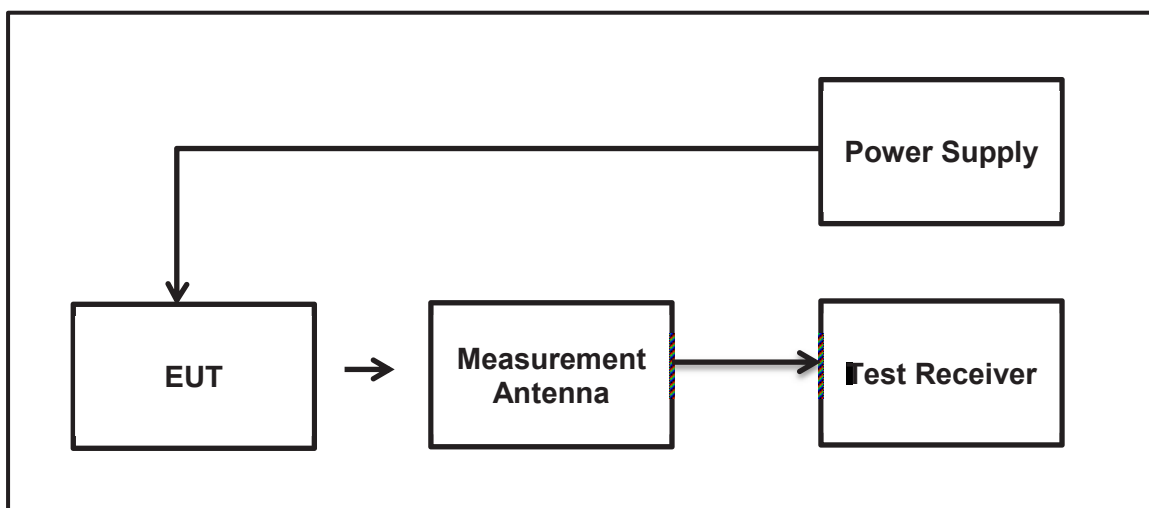 Power Supply
EUT
Measurement
Antenna
Test Receiver